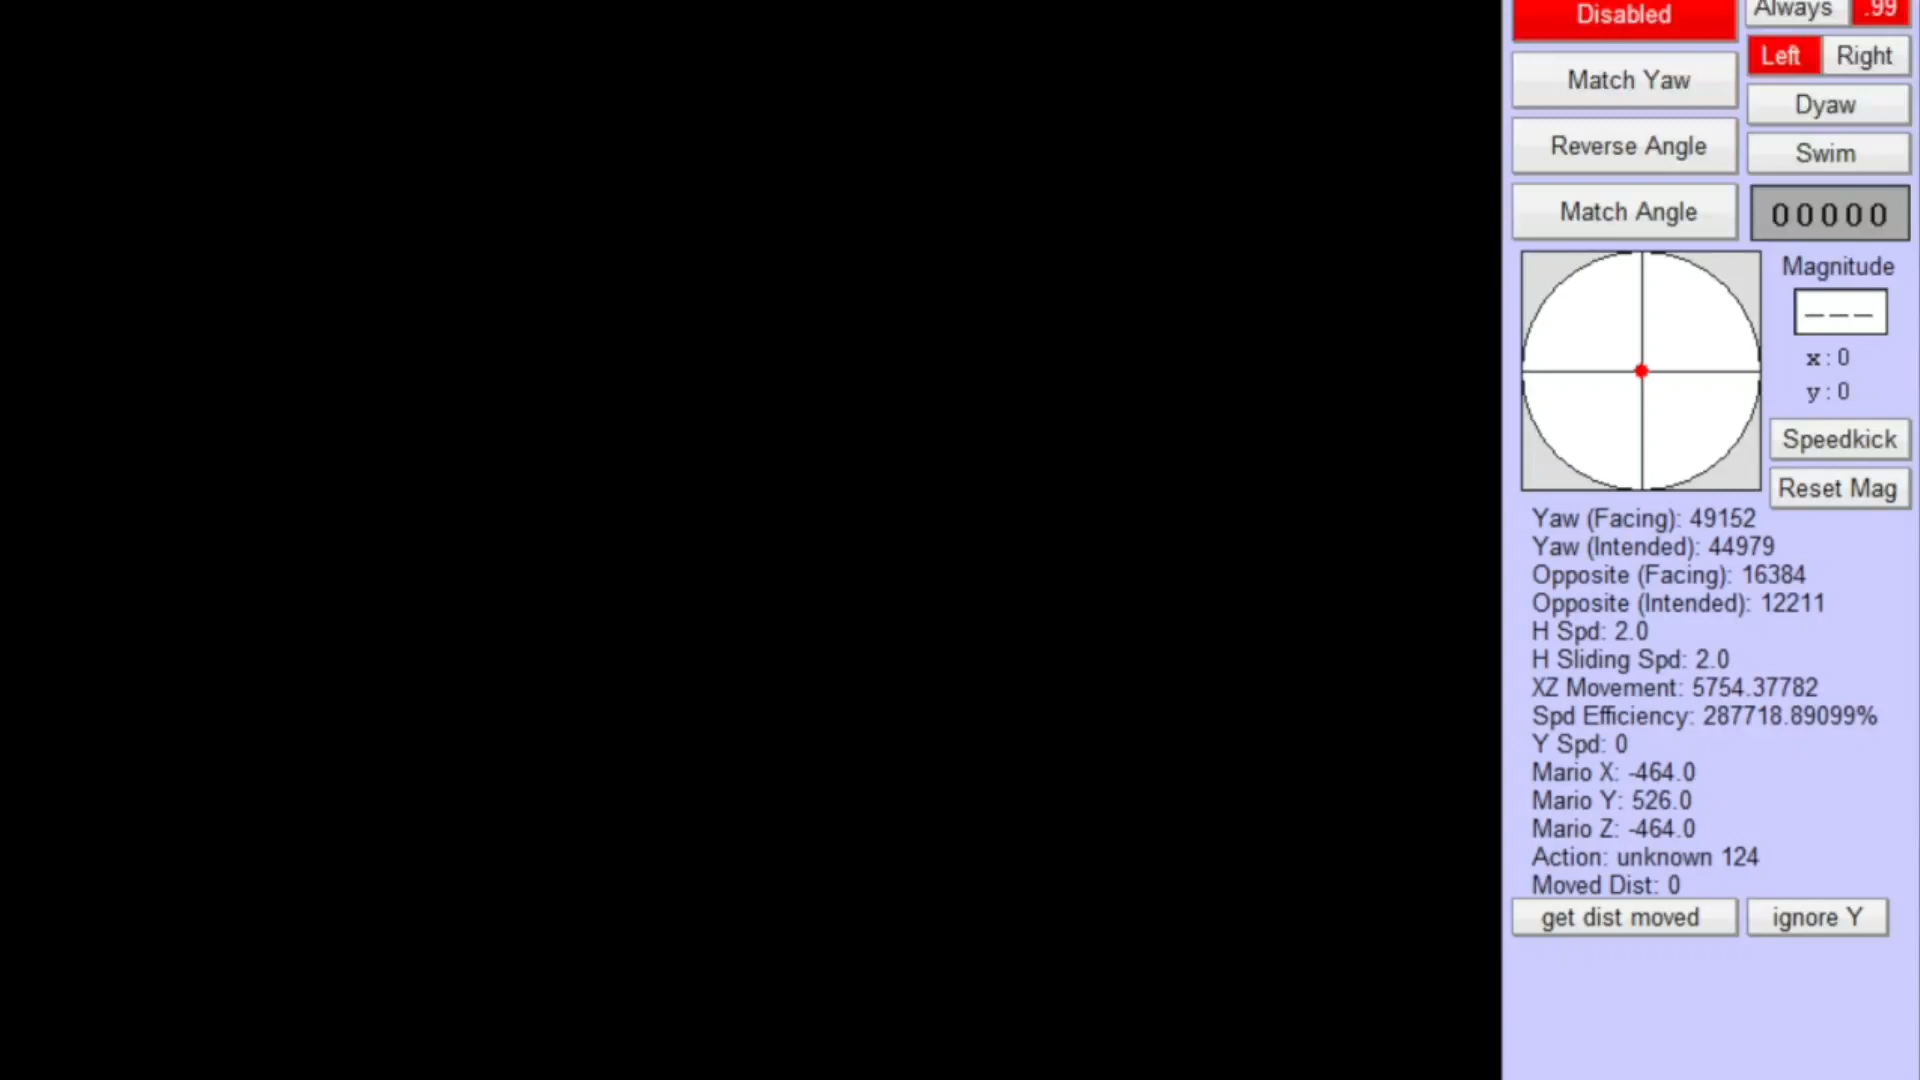 Disabled
Always .99
Left Right
Match Yaw
Dyaw
Reverse Angle
Swim
Match Angle
00000
Magnitude
---
x : 0
y : 0
Speedkick
Reset Mag
Yaw (Facing): 49152
Yaw (Intended): 44979
Opposite (Facing): 16384
Opposite (Intended): 12211
H Spd: 2.0
H Sliding Spd: 2.0
XZ Movement: 5754.37782
Spd Efficiency: 287718.89099%
Y Spd: 0
Mario X: -464.0
Mario Y: 526.0
Mario Z: -464.0
Action: unknown 124
Moved Dist: 0
get dist moved
ignore Y